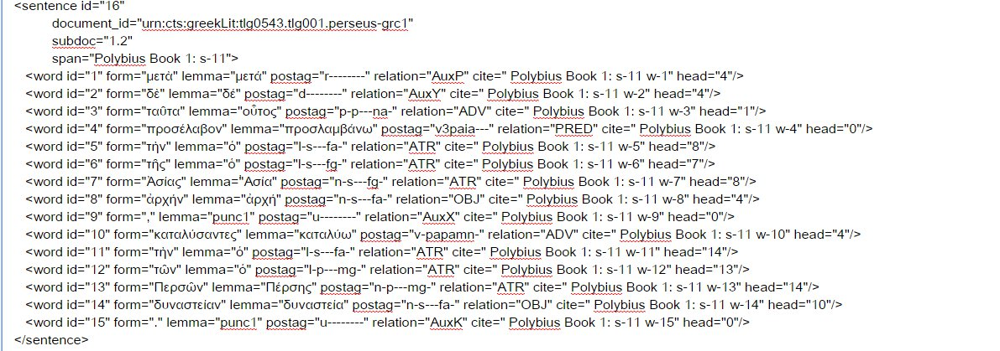 <sentence id="16"
document_id="urn:cts:greekLit:tlg0543.tlg001.perseus-grc1"
subdoc="1.2"
span="Polybius Book 1: s-11">
<word id="1" form="μετὰ" lemma="μετά" postag="r--------" relation="AuxP" cite=" Polybius Book 1: s-11 w-1" head="4"/>
<word id="2" form="δὲ" lemma="δέ" postag="d--------" relation="AuxY" cite=" Polybius Book 1: s-11 w-2" head="4"/>
<word id="3" form="ταῦτα" lemma="οὗτος" postag="p-p---na-" relation="ADV" cite=" Polybius Book 1: s-11 w-3" head="1"/>
<word id="4" form="προσέλαβον" lemma="προσλαμβάνω" postag="v3paia---" relation="PRED" cite=" Polybius Book 1: s-11 w-4" head="0"/>
<word id="5" form="τὴν" lemma="ὁ" postag="l-s---fa-" relation="ATR" cite=" Polybius Book 1: s-11 w-5" head="8"/>
<word id="6" form="τῆς" lemma="ὁ" postag="l-s---fg-" relation="ATR" cite=" Polybius Book 1: s-11 w-6" head="7"/>
<word id="7" form="Ἀσίας" lemma="Ἀσία" postag="n-s---fg-" relation="ATR" cite=" Polybius Book 1: s-11 w-7" head="8"/>
<word id="8" form="ἀρχήν" lemma="ἀρχή" postag="n-s---fa-" relation="OBJ" cite=" Polybius Book 1: s-11 w-8" head="4"/>
<word id="9" form="," lemma="punc1" postag="u--------" relation="AuxX" cite=" Polybius Book 1: s-11 w-9" head="0"/>
<word id="10" form="καταλύσαντες" lemma="καταλύω" postag="v-papamn-" relation="ADV" cite=" Polybius Book 1: s-11 w-10" head="4"/>
<word id="11" form="τὴν" lemma="ὁ" postag="l-s---fa-" relation="ATR" cite=" Polybius Book 1: s-11 w-11" head="14"/>
<word id="12" form="τῶν" lemma="ὁ" postag="l-p---mg-" relation="ATR" cite=" Polybius Book 1: s-11 w-12" head="13"/>
<word id="13" form="Περσῶν" lemma="Πέρσης" postag="n-p---mg-" relation="ATR" cite=" Polybius Book 1: s-11 w-13" head="14"/>
<word id="14" form="δυναστείαν" lemma="δυναστεία" postag="n-s---fa-" relation="OBJ" cite=" Polybius Book 1: s-11 w-14" head="10"/>
<word id="15" form="." lemma="punc1" postag="u--------" relation="AuxK" cite=" Polybius Book 1: s-11 w-15" head="0"/>
</sentence>